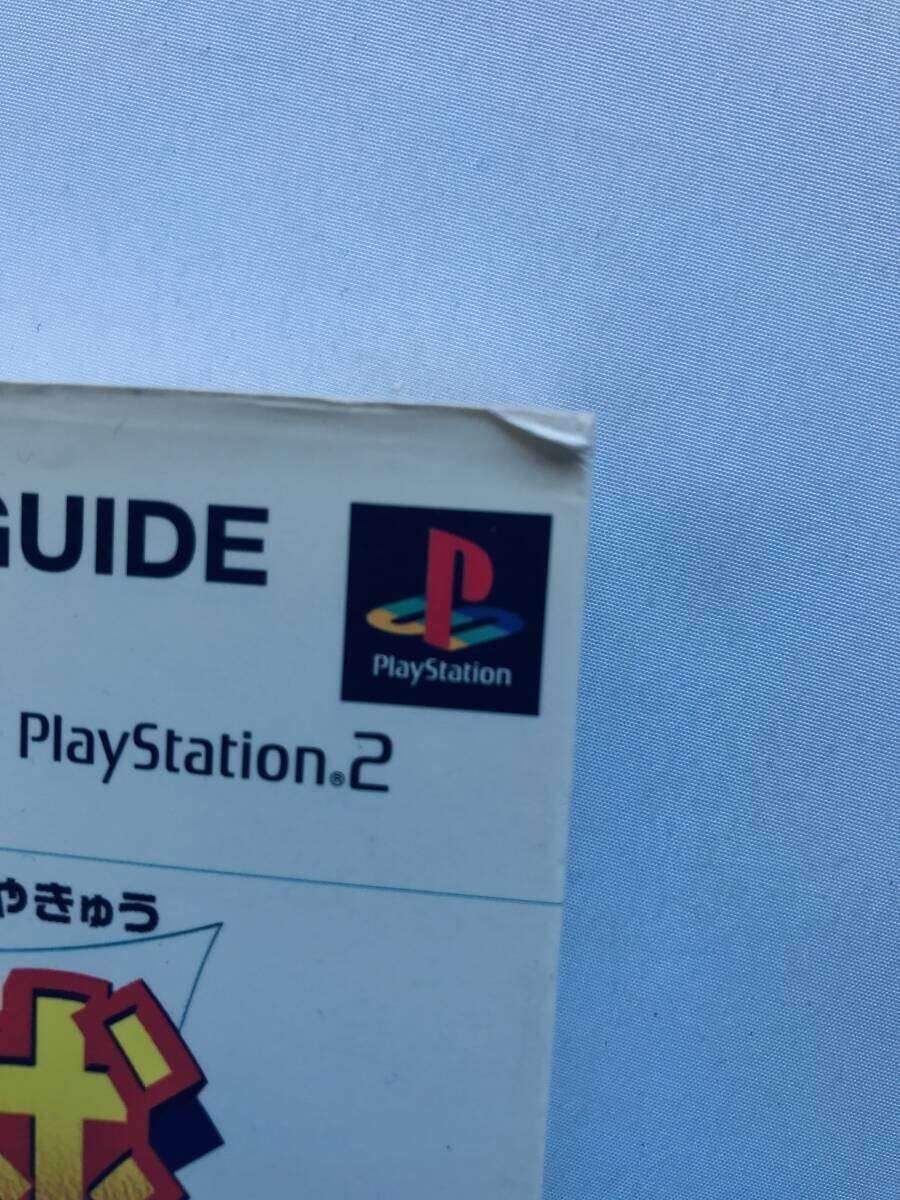 GUIDE
PlayStation
PlayStation®2
やきゅう